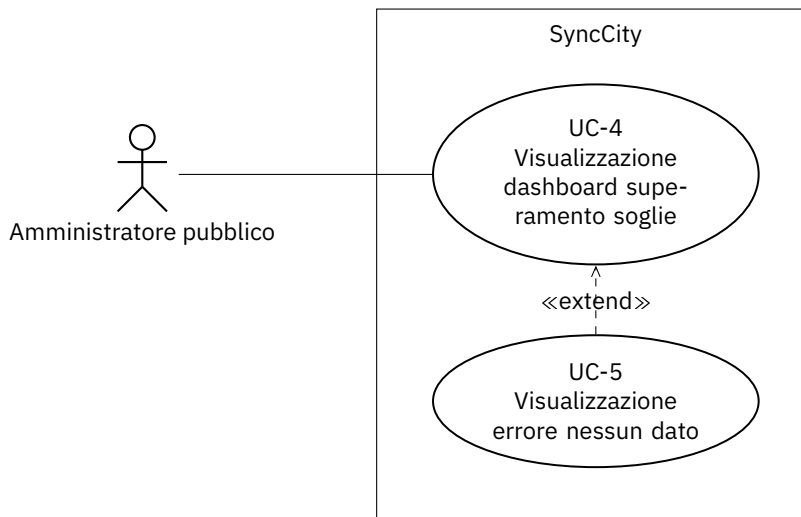 SyncCity
UC-4
Visualizzazione
dashboard supe-
ramento soglie
Amministratore pubblico
≪extend≫
UC-5
Visualizzazione
errore nessun dato